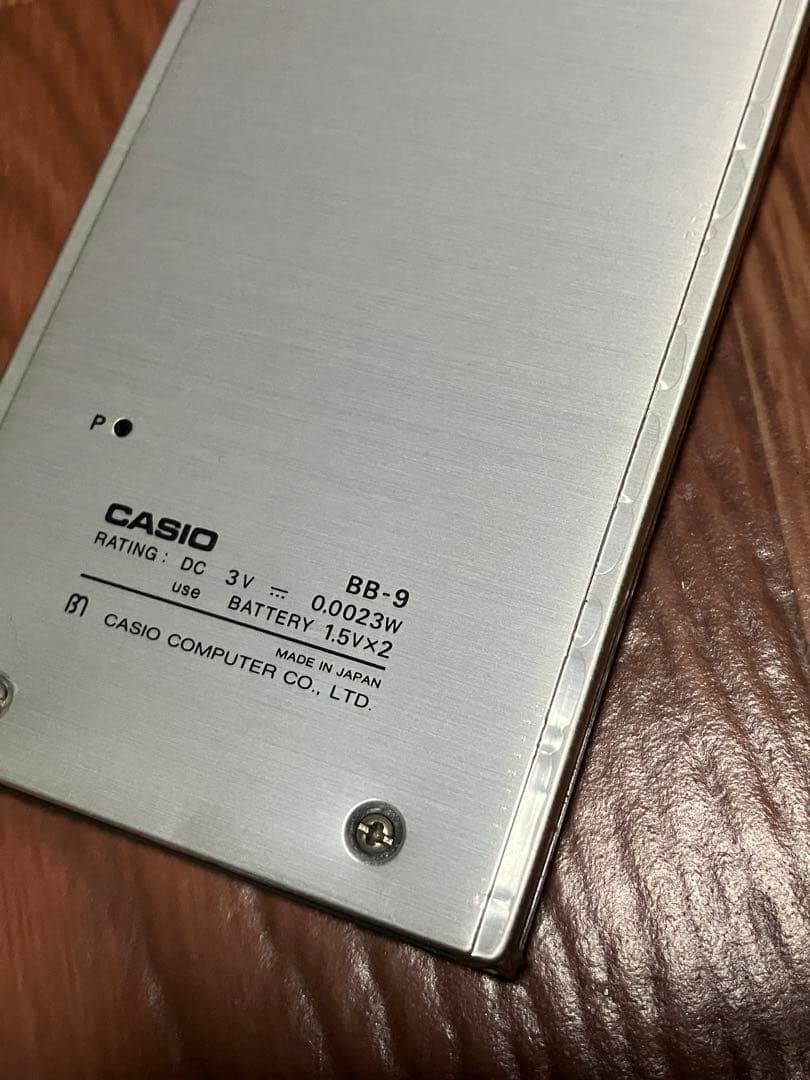 P
CASIO BB-9
RATING: DC 3V ⎓ 0.0023W
use BATTERY 1.5V×2
MADE IN JAPAN
CASIO COMPUTER CO., LTD.